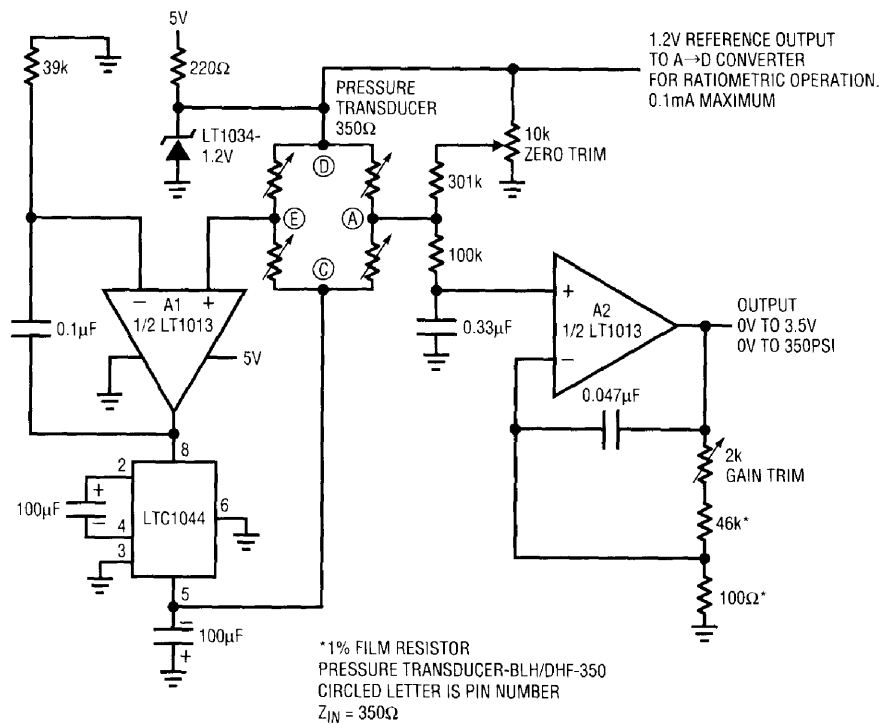 5V
39k
220Ω
PRESSURE
TRANSDUCER
350Ω
1.2V REFERENCE OUTPUT
TO A→D CONVERTER
FOR RATIOMETRIC OPERATION.
0.1mA MAXIMUM
LT1034-
1.2V
D
10k
ZERO TRIM
301k
E
A
100k
C
−
+
A1
1/2 LT1013
0.1µF
5V
0.33µF
+
A2
1/2 LT1013
−
OUTPUT
0V TO 3.5V
0V TO 350PSI
0.047µF
2k
GAIN TRIM
8
2
+
100µF
−
LTC1044
6
4
3
46k*
5
100Ω*
−
100µF
+
*1% FILM RESISTOR
PRESSURE TRANSDUCER-BLH/DHF-350
CIRCLED LETTER IS PIN NUMBER
ZIN = 350Ω